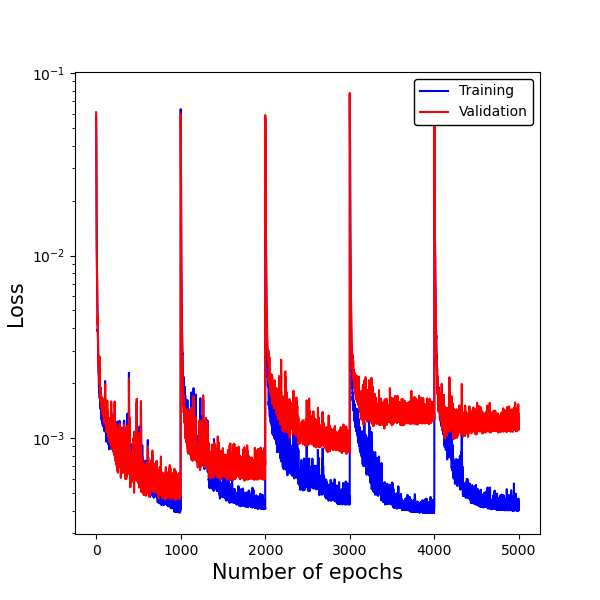 Training
Validation
10⁻¹
10⁻²
10⁻³
Loss
0 1000 2000 3000 4000 5000
Number of epochs